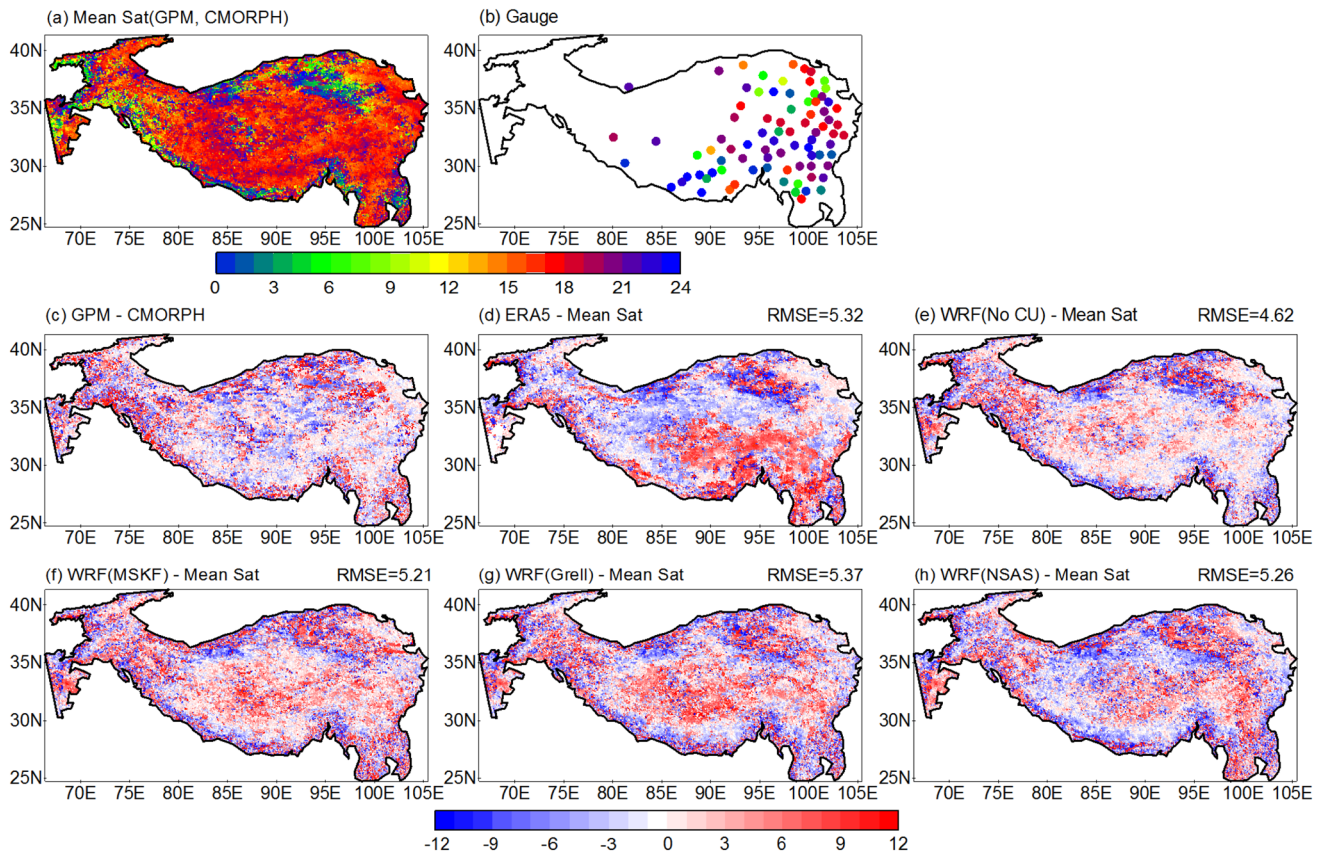 (a) Mean Sat(GPM, CMORPH)
(b) Gauge
40N
35N
30N
25N
70E 75E 80E 85E 90E 95E 100E 105E
40N
35N
30N
25N
70E 75E 80E 85E 90E 95E 100E 105E
0 3 6 9 12 15 18 21 24
(c) GPM - CMORPH
(d) ERA5 - Mean Sat RMSE=5.32
(e) WRF(No CU) - Mean Sat RMSE=4.62
40N
35N
30N
25N
70E 75E 80E 85E 90E 95E 100E 105E
40N
35N
30N
25N
70E 75E 80E 85E 90E 95E 100E 105E
40N
35N
30N
25N
70E 75E 80E 85E 90E 95E 100E 105E
(f) WRF(MSKF) - Mean Sat RMSE=5.21
(g) WRF(Grell) - Mean Sat RMSE=5.37
(h) WRF(NSAS) - Mean Sat RMSE=5.26
40N
35N
30N
25N
70E 75E 80E 85E 90E 95E 100E 105E
40N
35N
30N
25N
70E 75E 80E 85E 90E 95E 100E 105E
40N
35N
30N
25N
70E 75E 80E 85E 90E 95E 100E 105E
-12 -9 -6 -3 0 3 6 9 12